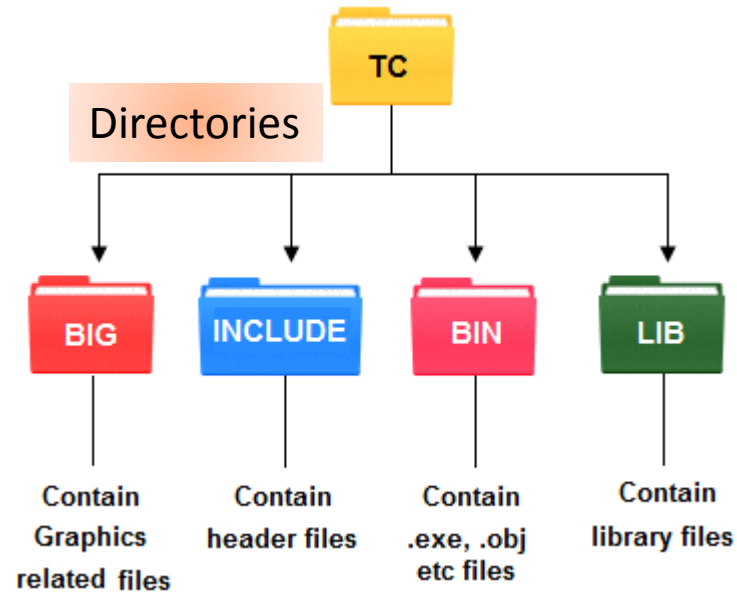 TC
Directories
BIG
INCLUDE
BIN
LIB
Contain
Graphics
related files
Contain
header files
Contain
.exe, .obj
etc files
Contain
library files